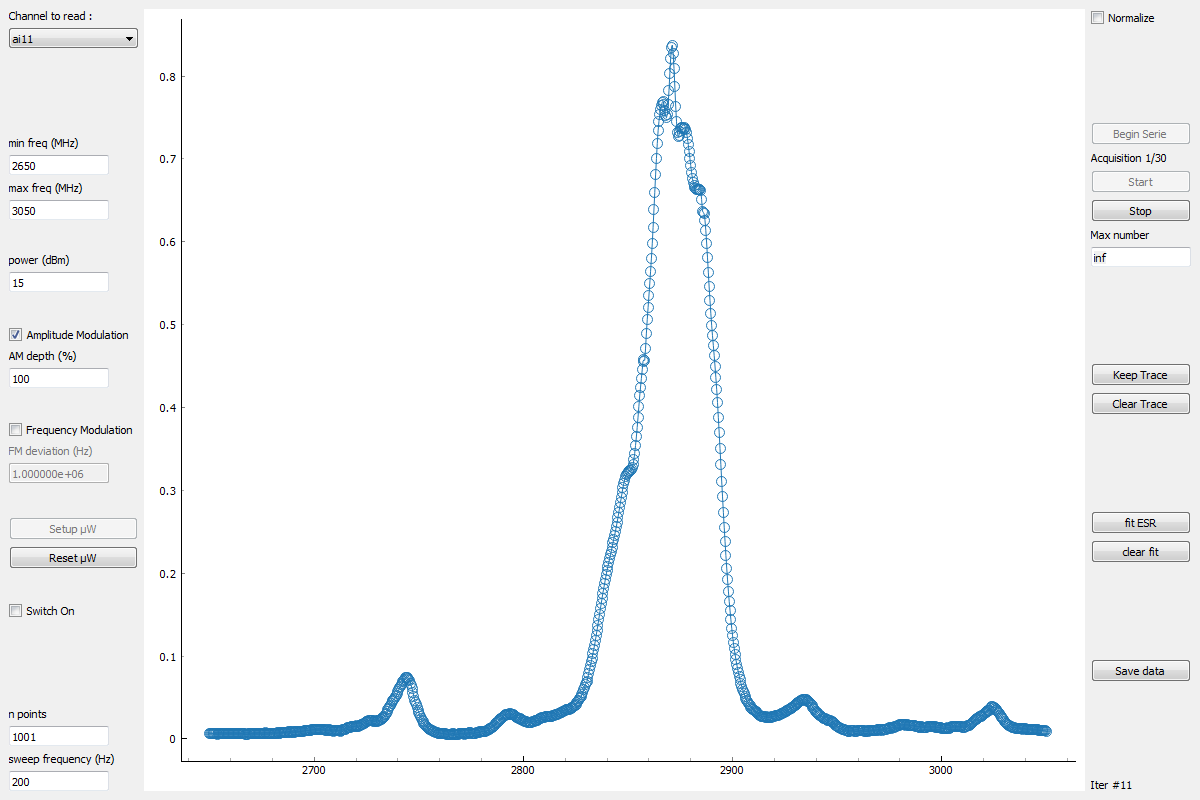 Channel to read :
ai11
min freq (MHz)
2650
max freq (MHz)
3050
power (dBm)
15
Amplitude Modulation
AM depth (%)
100
Frequency Modulation
FM deviation (Hz)
1.000000e+06
Setup µW
Reset µW
Switch On
n points
1001
sweep frequency (Hz)
200
0.8
0.7
0.6
0.5
0.4
0.3
0.2
0.1
0
2700 2800 2900 3000
Normalize
Begin Serie
Acquisition 1/30
Start
Stop
Max number
inf
Keep Trace
Clear Trace
fit ESR
clear fit
Save data
Iter #11